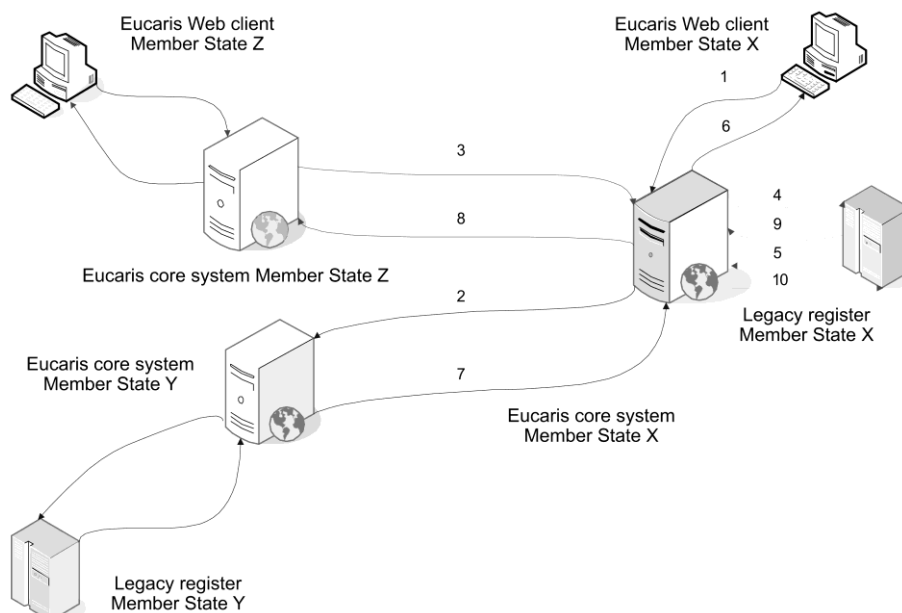 Eucaris Web client
Member State Z
Eucaris Web client
Member State X
1
6
3
4
8
9
5
10
Eucaris core system Member State Z
2
Legacy register
Member State X
Eucaris core system
Member State Y
7
Eucaris core system
Member State X
Legacy register
Member State Y